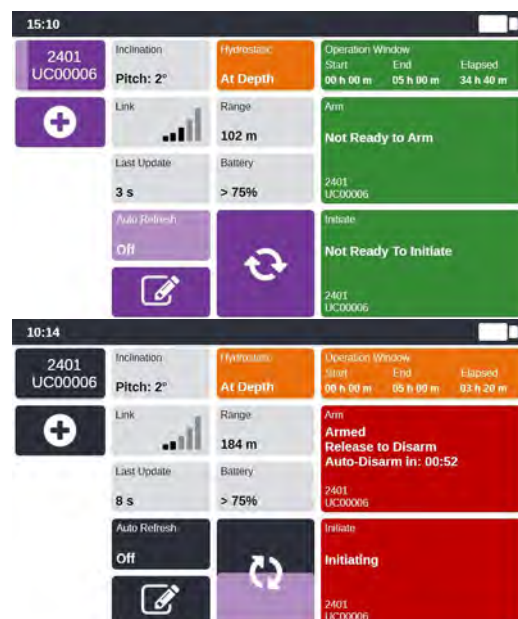 15:10
2401
UC00006
Inclination
Pitch: 2°
Hydrostatic
At Depth
Operation Window
Start End Elapsed
00 h 00 m 05 h 00 m 34 h 40 m
Link
Range
102 m
Arm
Not Ready to Arm
2401
UC00006
Last Update
3 s
Battery
> 75%
Auto Refresh
Off
Initiate
Not Ready To Initiate
2401
UC00006
10:14
2401
UC00006
Inclination
Pitch: 2°
Hydrostatic
At Depth
Operation Window
Start End Elapsed
00 h 00 m 05 h 00 m 03 h 20 m
Link
Range
184 m
Arm
Armed
Release to Disarm
Auto-Disarm in: 00:52
2401
UC00006
Last Update
8 s
Battery
> 75%
Auto Refresh
Off
Initiate
Initiating
2401
UC00006